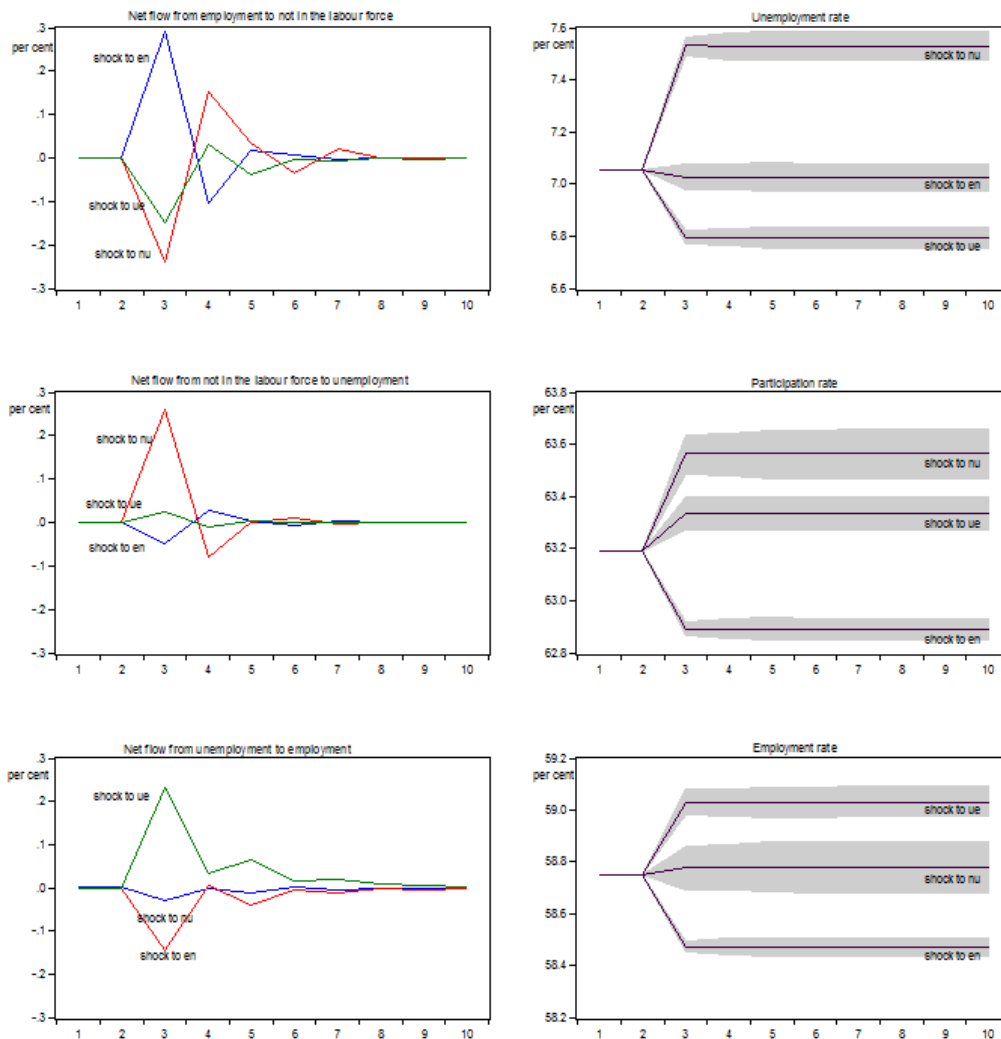 Net flow from employment to not in the labour force
.3
per cent
shock to en
.2
.1
.0
shock to ue
-.1
shock to nu
-.2
-.3
1 2 3 4 5 6 7 8 9 10
Unemployment rate
7.6
per cent
shock to nu
7.4
7.2
7.0
shock to en
6.8
shock to ue
6.6
1 2 3 4 5 6 7 8 9 10
Net flow from not in the labour force to unemployment
.3
per cent
.2
shock to nu
.1
shock to ue
.0
shock to en
-.1
-.2
-.3
1 2 3 4 5 6 7 8 9 10
Participation rate
63.8
per cent
63.6
shock to nu
63.4
shock to ue
63.2
63.0
shock to en
62.8
1 2 3 4 5 6 7 8 9 10
Net flow from unemployment to employment
.3
per cent
shock to ue
.2
.1
.0
shock to nu
-.1
shock to en
-.2
-.3
1 2 3 4 5 6 7 8 9 10
Employment rate
59.2
per cent
59.0
shock to ue
58.8
shock to nu
58.6
58.4
shock to en
58.2
1 2 3 4 5 6 7 8 9 10